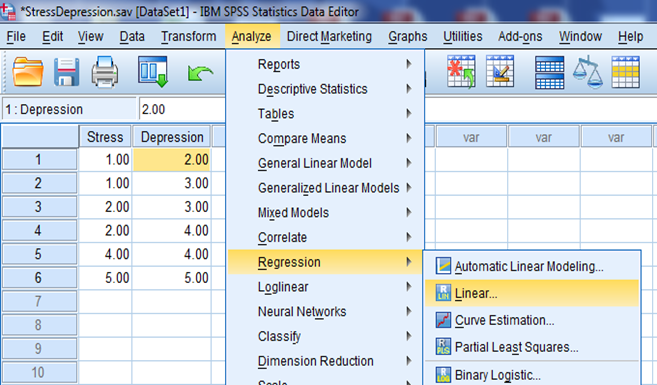 *StressDepression.sav [DataSet1] - IBM SPSS Statistics Data Editor
File Edit View Data Transform Analyze Direct Marketing Graphs Utilities Add-ons Window Help
1 : Depression 2.00
Stress Depression var var var
1 1.00 2.00
2 1.00 3.00
3 2.00 3.00
4 2.00 4.00
5 4.00 4.00
6 5.00 5.00
7
8
9
10
Reports
Descriptive Statistics
Tables
Compare Means
General Linear Model
Generalized Linear Models
Mixed Models
Correlate
Regression
Loglinear
Neural Networks
Classify
Dimension Reduction
Scale
Automatic Linear Modeling...
Linear...
Curve Estimation...
Partial Least Squares...
Binary Logistic...